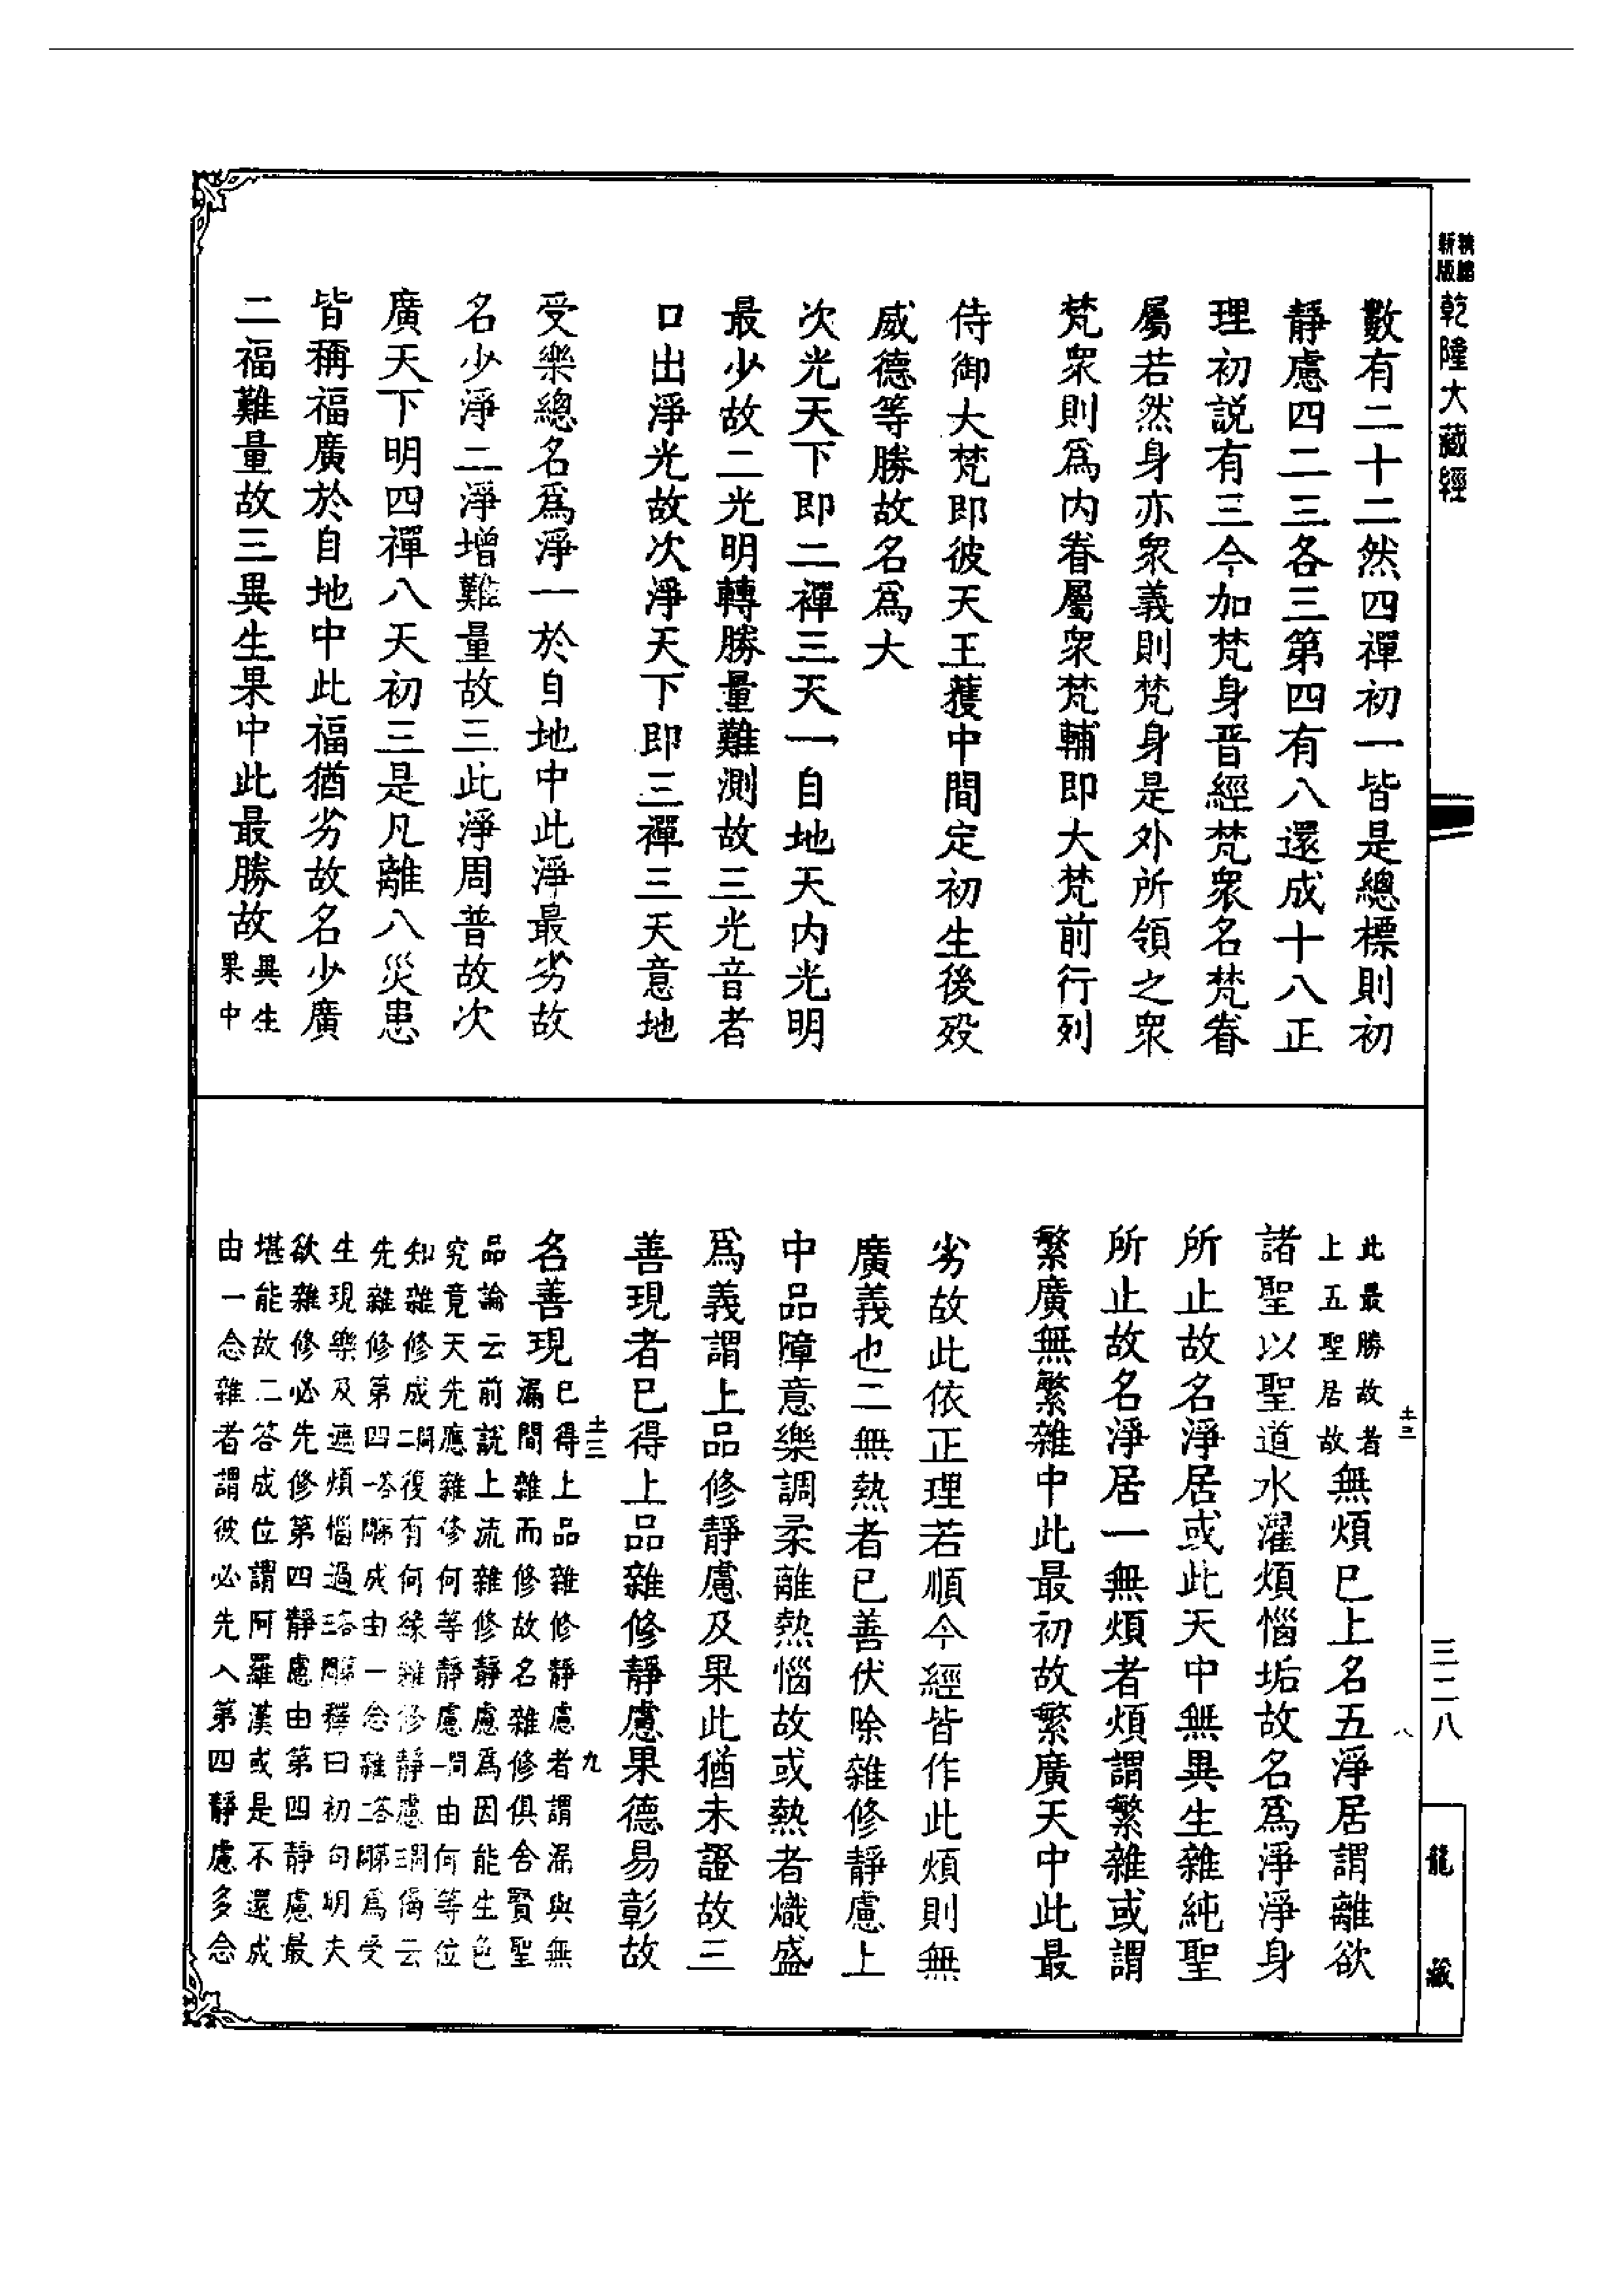 新版精縮乾隆大藏經
數有二十二然四禪初一皆是總標則初
靜慮四二三各三第四有八還成十八正
理初説有三今加梵身晉經梵衆名梵眷
屬若然身亦衆義則梵身是外所領之衆
梵衆則爲内眷屬衆梵輔即大梵前行列
侍御大梵即彼天王獲中間定初生後歿
威德等勝故名爲大
次光天下即二禪三天一自地天内光明
最少故二光明轉勝量難測故三光音者
口出淨光故次淨天下即三禪三天意地
受樂總名爲淨一於自地中此淨最劣故
名少淨二淨增難量故三此淨周普故次
廣天下明四禪八天初三是凡離八災患
皆稱福廣於自地中此福猶劣故名少廣
二福難量故三異生果中此最勝故
異生
果中
此最勝故者
上五聖居故
無煩已上名五淨居謂離欲
諸聖以聖道水濯煩惱垢故名爲淨淨身
所止故名淨居或此天中無異生雜純聖
所止故名淨居一無煩者煩謂繁雜或謂
繁廣無繁雜中此最初故繁廣天中此最
劣故此依正理若順今經皆作此煩則無
廣義也二無熱者已善伏除雜修靜慮上
中品障意樂調柔離熱惱故或熱者熾盛
爲義謂上品修靜慮及果此猶未證故三
善現者已得上品雜修靜慮果德易彰故
名善現
已得上品雜修靜慮者謂漏與無
漏間雜而修故名雜修俱舍賢聖
品論云前説上流雜修靜慮爲因能生色
究竟天先應雜修何等靜慮一問由何等位
知雜修成二問復有何緣雜修靜慮三問偈云
先雜修第四一答成由一念雜二答爲受
生現樂及遮煩惱過三答釋曰初句明夫
欲雜修必先修第四靜慮由第四靜慮最
堪能故二答成位謂阿羅漢或是不還成
由一念雜者謂彼必先入第四靜慮多念
士三
士三
九
八
三二八
龍
藏